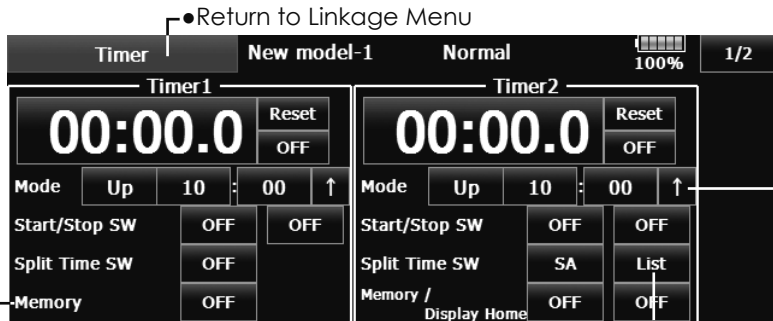 ●Return to Linkage Menu
Timer New model-1 Normal 100% 1/2
Timer1 Timer2
00:00.0 Reset 00:00.0 Reset
OFF OFF
Mode Up 10 : 00 ↑ Mode Up 10 : 00 ↑
Start/Stop SW OFF OFF Start/Stop SW OFF OFF
Split Time SW OFF Split Time SW SA List
Memory OFF Memory / OFF OFF
Display Home